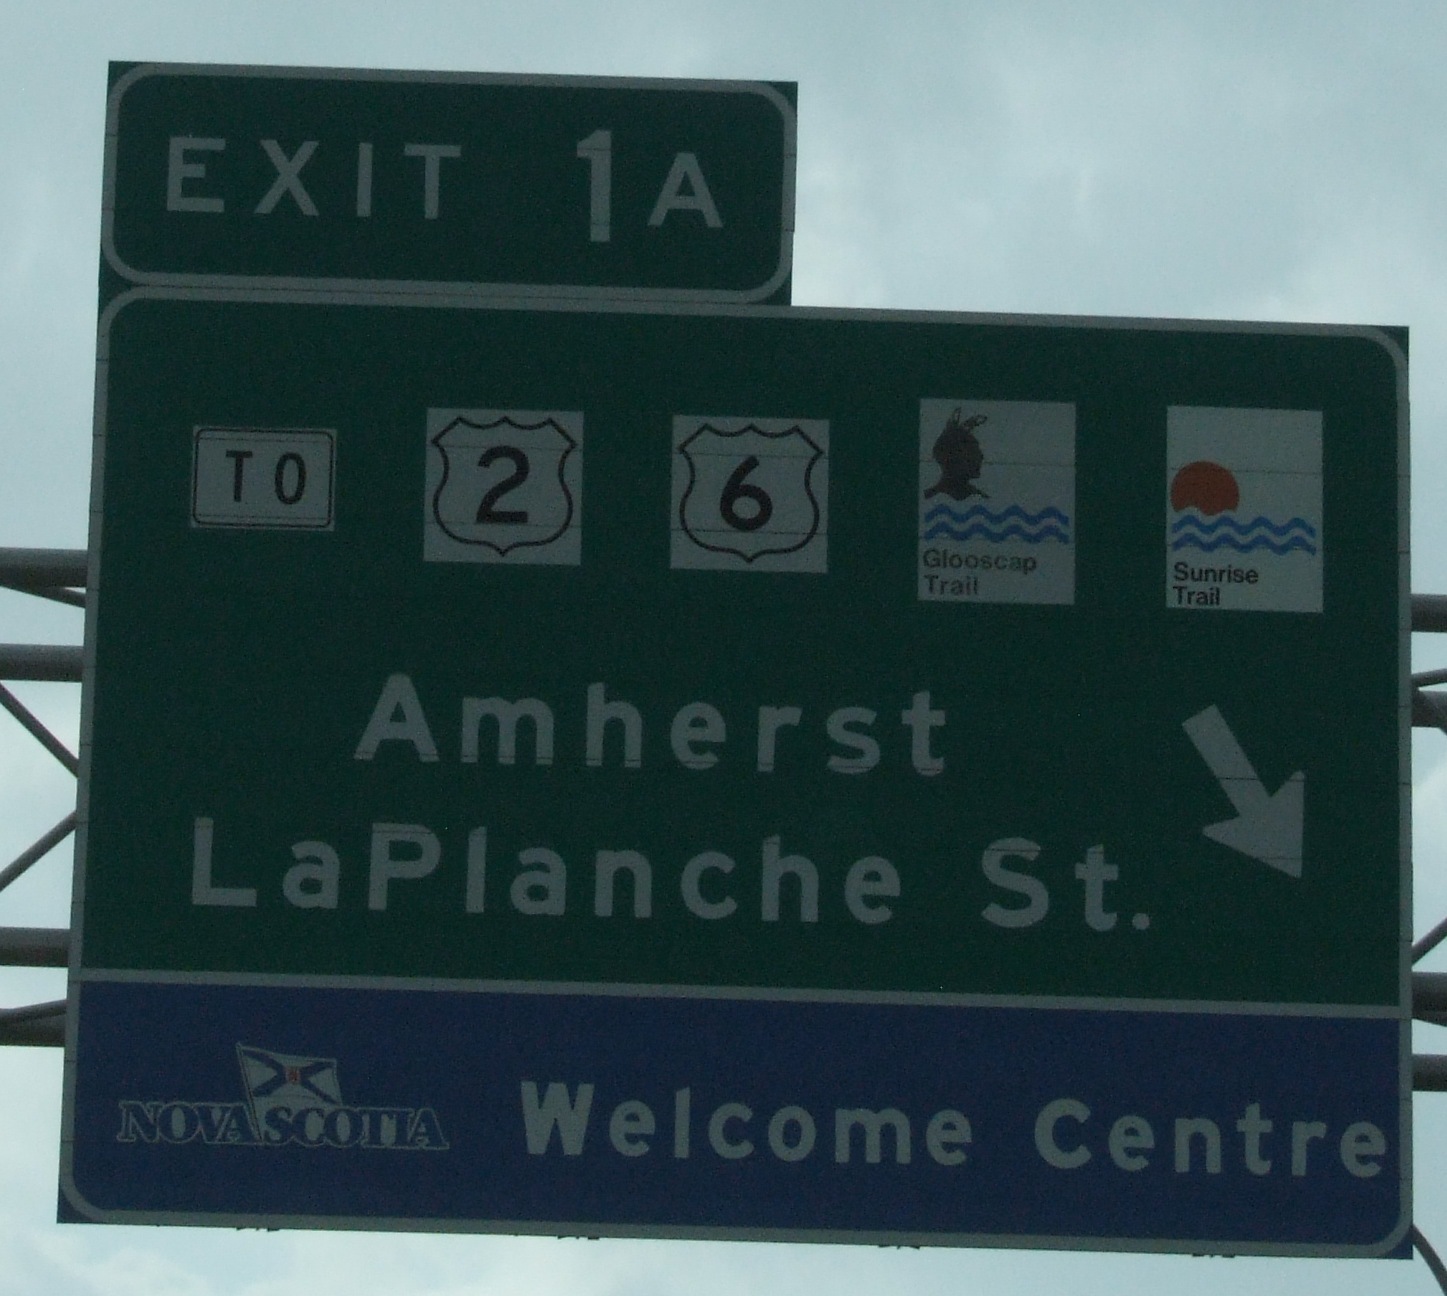 EXIT 1A
TO 2 6
Glooscap
Trail
Sunrise
Trail
Amherst
LaPlanche St.
NOVA SCOTIA Welcome Centre